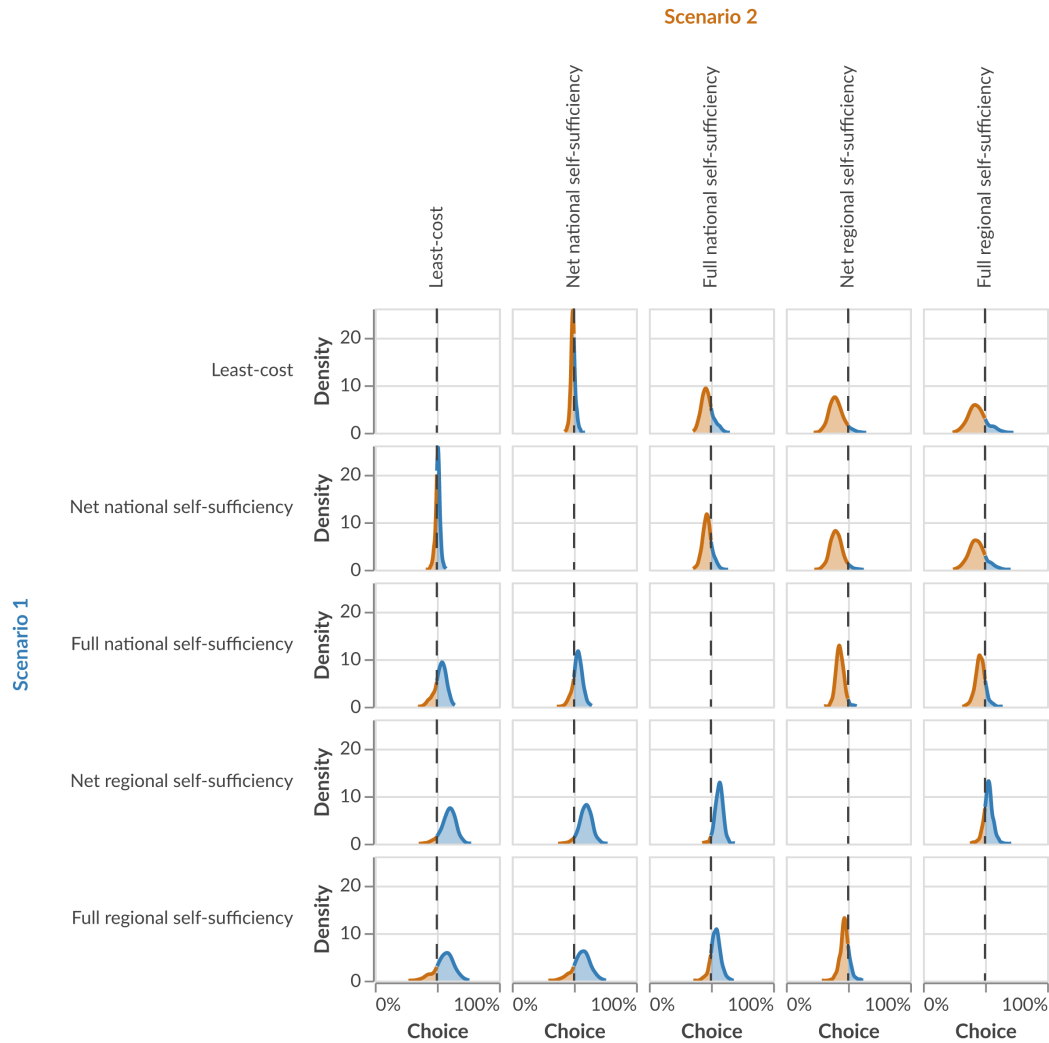 Scenario 2
Least-cost
Net national self-sufficiency
Full national self-sufficiency
Net regional self-sufficiency
Full regional self-sufficiency
Scenario 1
Least-cost
Density
20
10
0
Net national self-sufficiency
Density
20
10
0
Full national self-sufficiency
Density
20
10
0
Net regional self-sufficiency
Density
20
10
0
Full regional self-sufficiency
Density
20
10
0
0% 100% 0% 100% 0% 100% 0% 100% 0% 100%
Choice Choice Choice Choice Choice